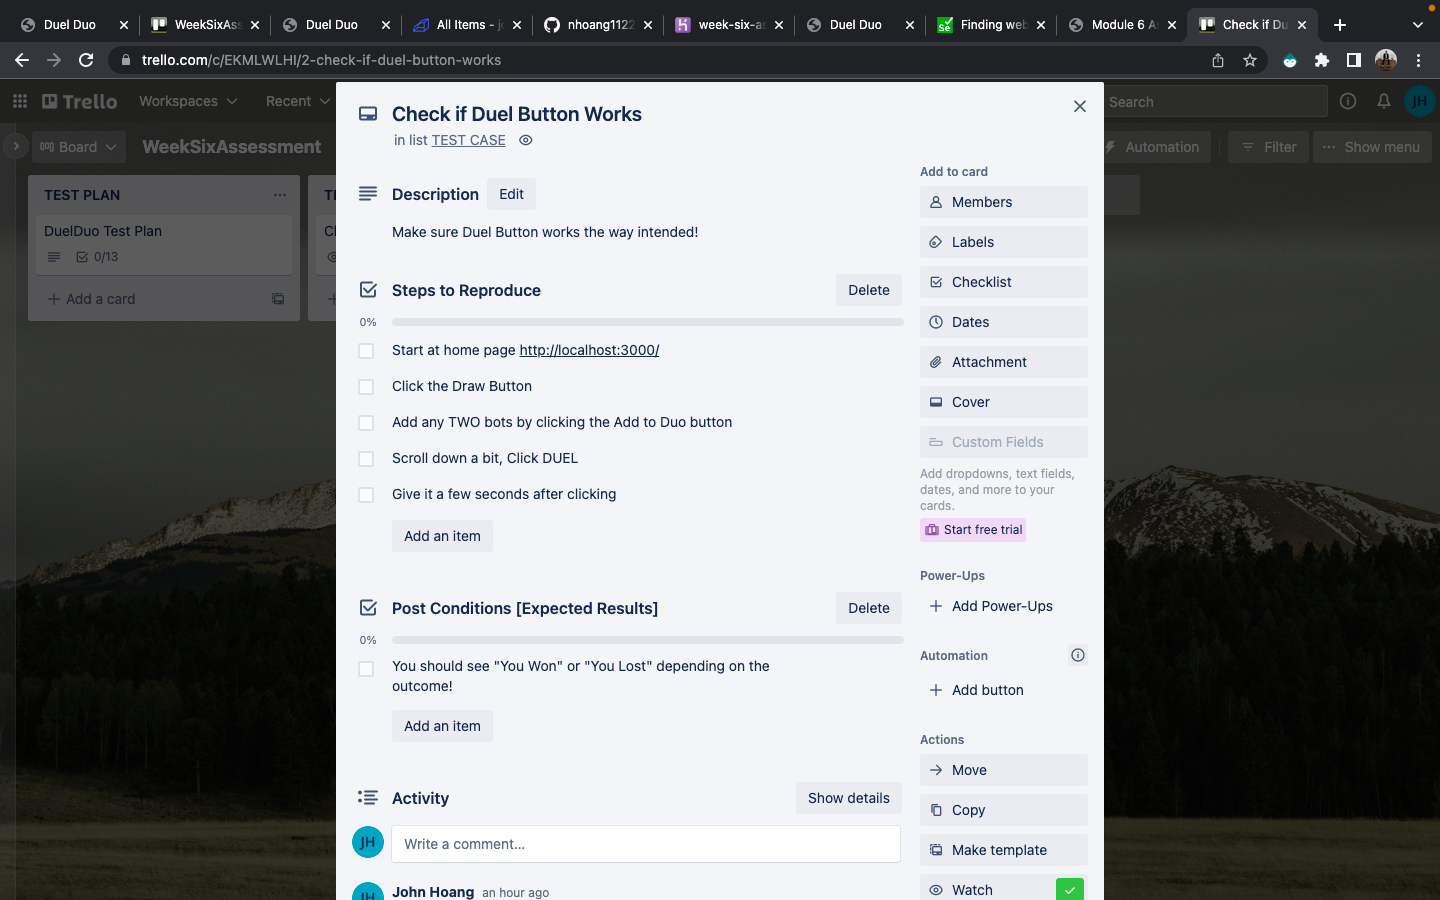 Duel Duo
WeekSixAss
Duel Duo
All Items - j
nhoang1122
week-six-as
Duel Duo
Finding web
Module 6 A
Check if Du
trello.com/c/EKMLWLHI/2-check-if-duel-button-works
Trello
Workspaces
Recent
Search
JH
Board
WeekSixAssessment
Automation
Filter
Show menu
TEST PLAN
DuelDuo Test Plan
0/13
+ Add a card
Check if Duel Button Works
in list TEST CASE
Description
Edit
Make sure Duel Button works the way intended!
Steps to Reproduce
Delete
0%
Start at home page http://localhost:3000/
Click the Draw Button
Add any TWO bots by clicking the Add to Duo button
Scroll down a bit, Click DUEL
Give it a few seconds after clicking
Add an item
Post Conditions [Expected Results]
Delete
0%
You should see "You Won" or "You Lost" depending on the
outcome!
Add an item
Activity
Show details
JH
Write a comment...
JH
John Hoang an hour ago
Add to card
Members
Labels
Checklist
Dates
Attachment
Cover
Custom Fields
Add dropdowns, text fields,
dates, and more to your
cards.
Start free trial
Power-Ups
+ Add Power-Ups
Automation
+ Add button
Actions
Move
Copy
Make template
Watch